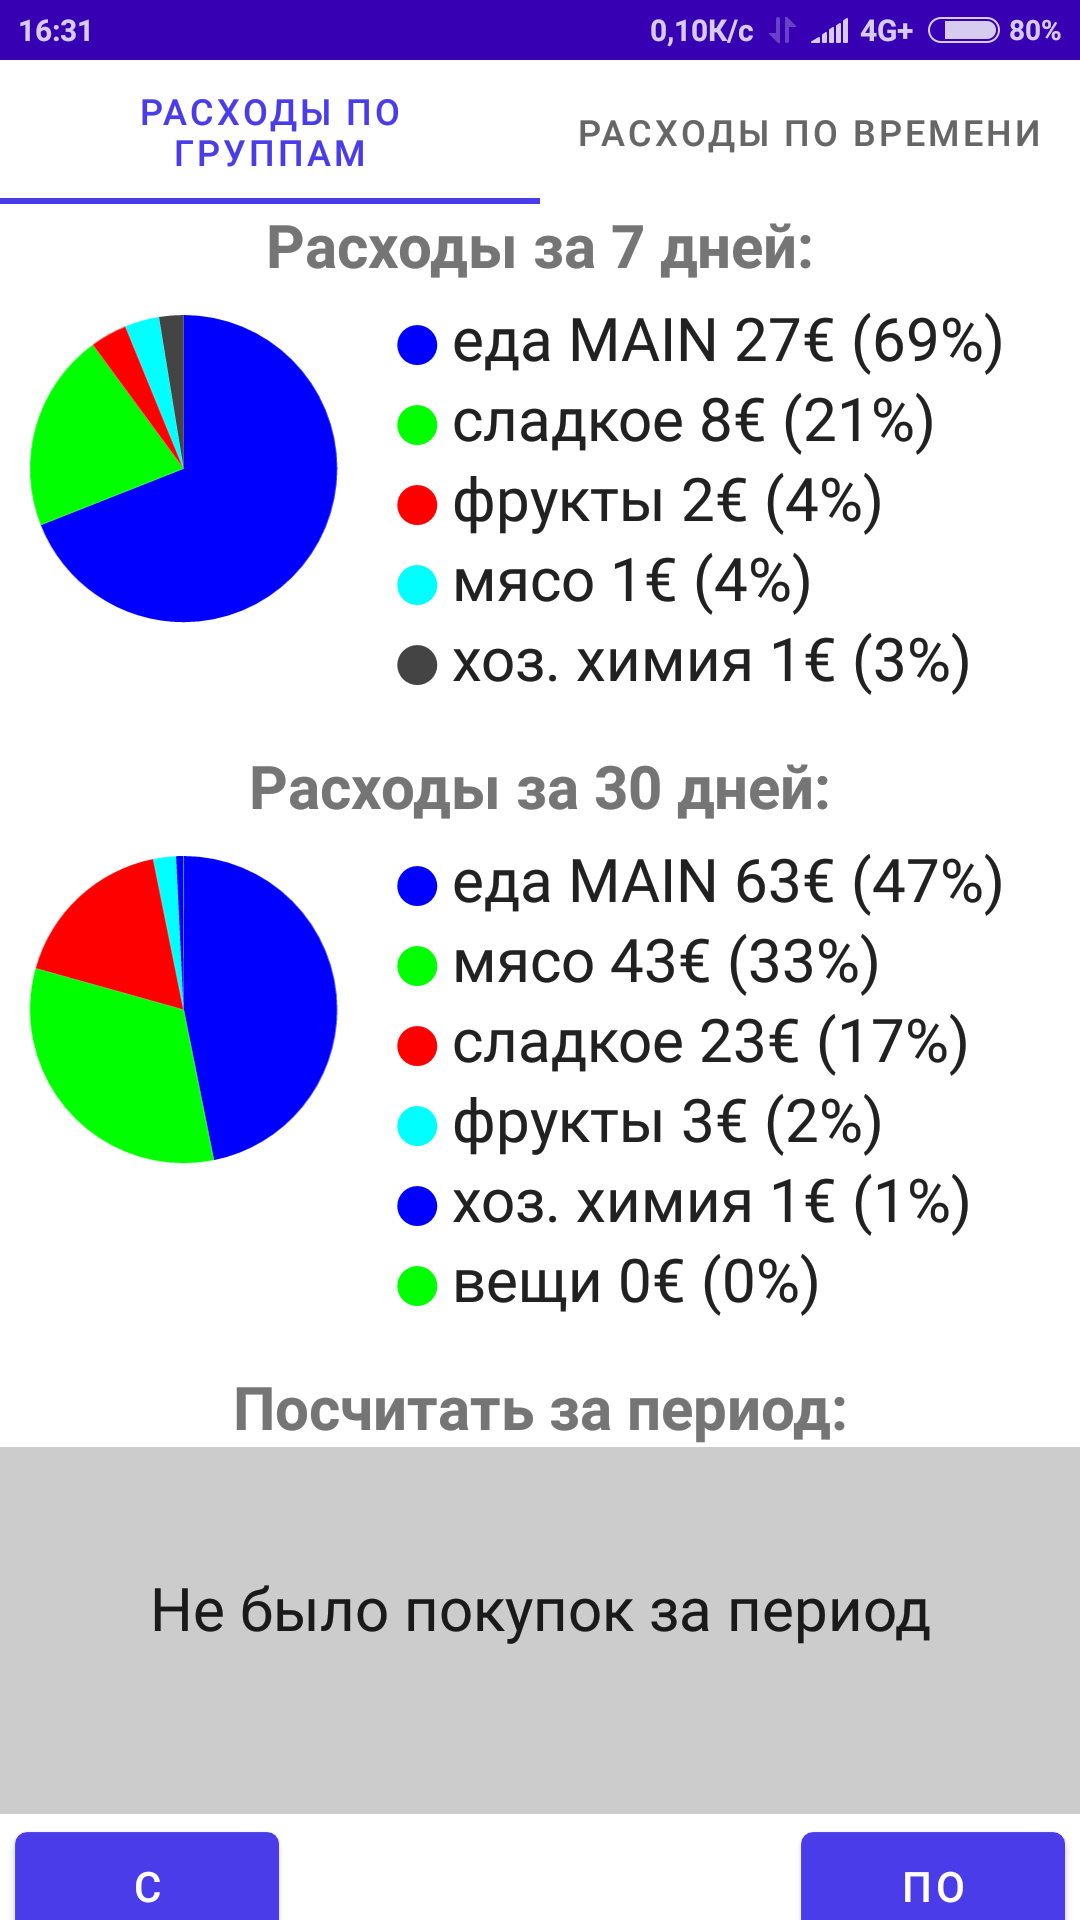 16:31 0,10К/с 4G+ 80%
РАСХОДЫ ПО
ГРУППАМ
РАСХОДЫ ПО ВРЕМЕНИ
Расходы за 7 дней:
еда MAIN 27€ (69%)
сладкое 8€ (21%)
фрукты 2€ (4%)
мясо 1€ (4%)
хоз. химия 1€ (3%)
Расходы за 30 дней:
еда MAIN 63€ (47%)
мясо 43€ (33%)
сладкое 23€ (17%)
фрукты 3€ (2%)
хоз. химия 1€ (1%)
вещи 0€ (0%)
Посчитать за период:
Не было покупок за период
С
ПО